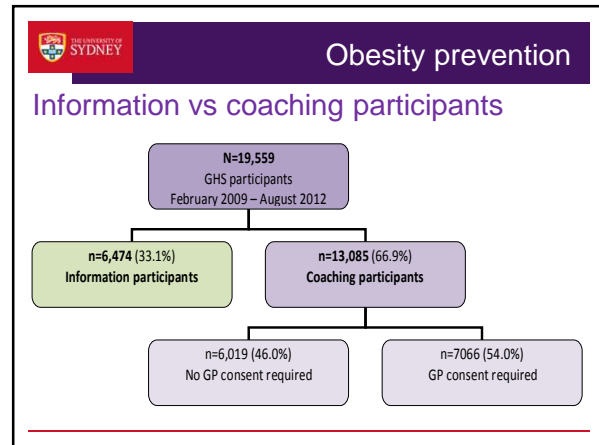 THE UNIVERSITY OF
SYDNEY
Obesity prevention
Information vs coaching participants
N=19,559
GHS participants
February 2009 – August 2012
n=6,474 (33.1%)
Information participants
n=13,085 (66.9%)
Coaching participants
n=6,019 (46.0%)
No GP consent required
n=7066 (54.0%)
GP consent required